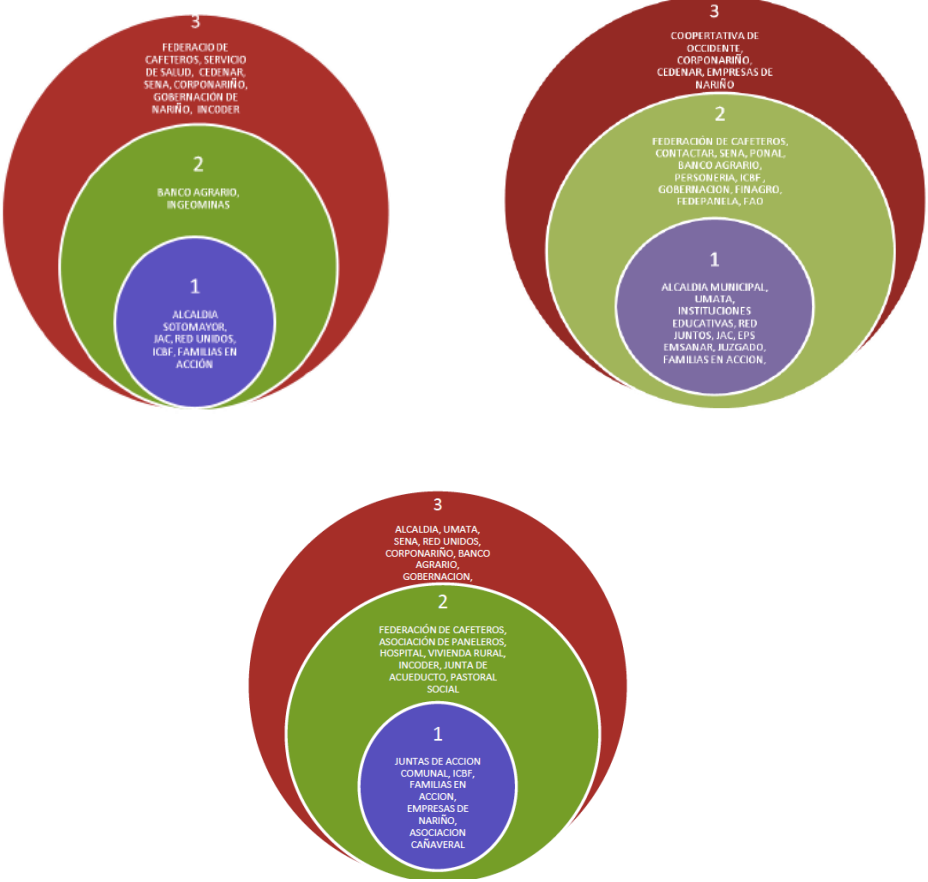 3
FEDERACIO DE
CAFETEROS, SERVICIO
DE SALUD, CEDENAR,
SENA, CORPONARIÑO,
GOBERNACIÓN DE
NARIÑO, INCODER
2
BANCO AGRARIO,
INGEOMINAS
1
ALCALDIA
SOTOMAYOR,
JAC, RED UNIDOS,
ICBF, FAMILIAS EN
ACCIÓN
3
COOPERTATIVA DE
OCCIDENTE,
CORPONARIÑO,
CEDENAR, EMPRESAS DE
NARIÑO
2
FEDERACIÓN DE CAFETEROS,
CONTACTAR, SENA, PONAL,
BANCO AGRARIO,
PERSONERIA, ICBF,
GOBERNACION, FINAGRO,
FEDEPANELA, FAO
1
ALCALDIA MUNICIPAL,
UMATA,
INSTITUCIONES
EDUCATIVAS, RED
JUNTOS, JAC, EPS
EMSANAR, JUZGADO,
FAMILIAS EN ACCION,
3
ALCALDIA, UMATA,
SENA, RED UNIDOS,
CORPONARIÑO, BANCO
AGRARIO,
GOBERNACION,
2
FEDERACIÓN DE CAFETEROS,
ASOCIACIÓN DE PANELEROS,
HOSPITAL, VIVIENDA RURAL,
INCODER, JUNTA DE
ACUEDUCTO, PASTORAL
SOCIAL
1
JUNTAS DE ACCION
COMUNAL, ICBF,
FAMILIAS EN
ACCION,
EMPRESAS DE
NARIÑO,
ASOCIACION
CAÑAVERAL